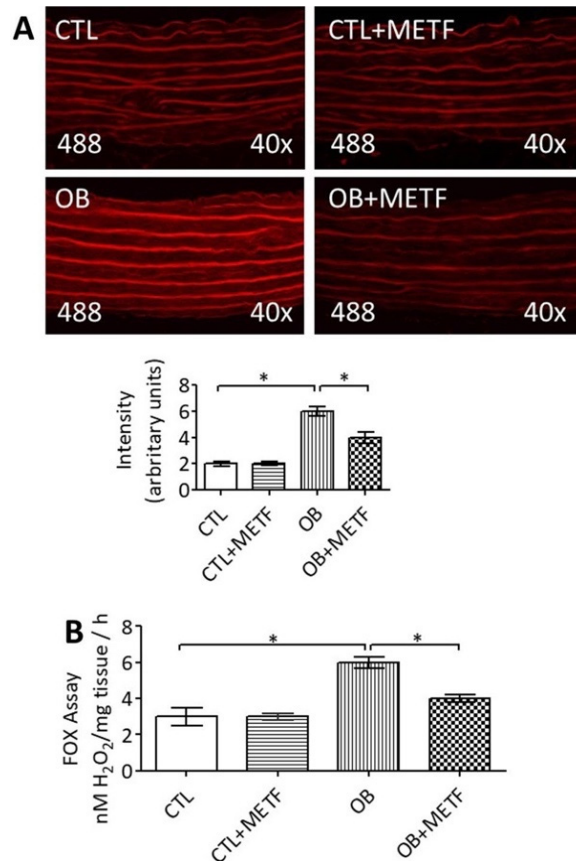 A
CTL
CTL+METF
488 40x
488 40x
OB
OB+METF
488 40x
488 40x
Intensity
(arbritary units)
8
6
4
2
0
*
*
CTL
CTL+METF
OB
OB+METF
B
FOX Assay
nM H₂O₂/mg tissue / h
8
6
4
2
0
*
*
CTL
CTL+METF
OB
OB+METF